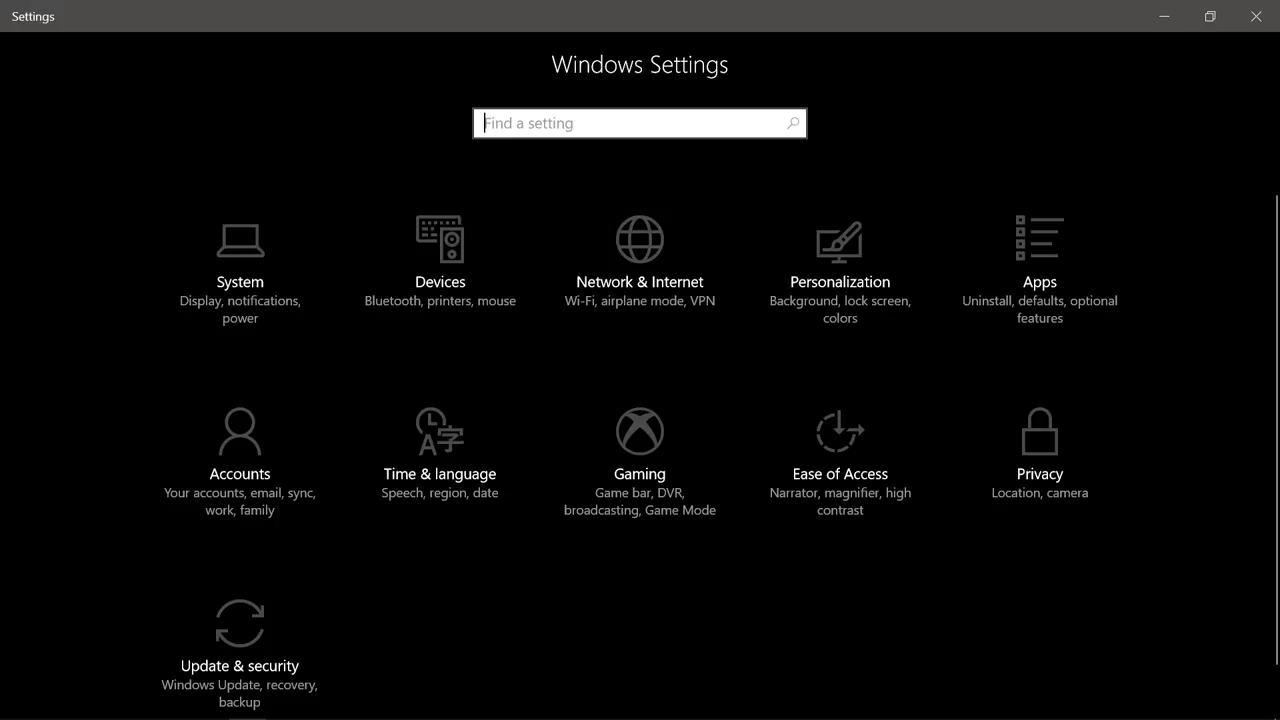 Settings
Windows Settings
Find a setting
System
Display, notifications,
power
Devices
Bluetooth, printers, mouse
Network & Internet
Wi-Fi, airplane mode, VPN
Personalization
Background, lock screen,
colors
Apps
Uninstall, defaults, optional
features
Accounts
Your accounts, email, sync,
work, family
Time & language
Speech, region, date
Gaming
Game bar, DVR,
broadcasting, Game Mode
Ease of Access
Narrator, magnifier, high
contrast
Privacy
Location, camera
Update & security
Windows Update, recovery,
backup